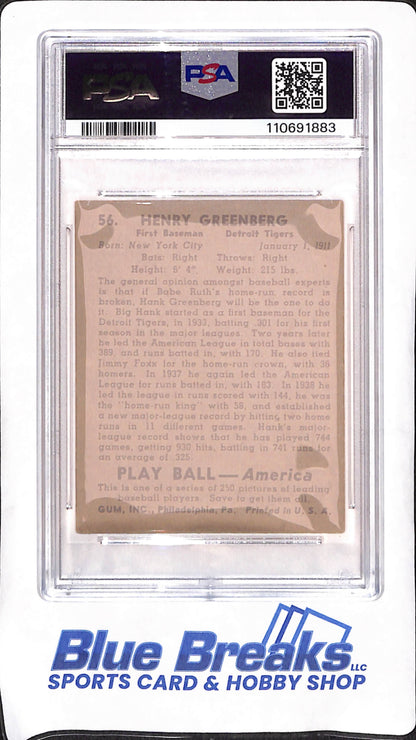 PSA
PSA
110691883
56. HENRY GREENBERG
First Baseman Detroit Tigers
Born: New York City January 1, 1911
Bats: Right Throws: Right
Height: 6' 4" Weight: 215 lbs.
The general opinion amongst baseball experts
is that if Babe Ruth's home-run, record in
broken, Hank Greenberg will be the one to do
it. Big Hank started as a first baseman for the
Detroit Tigers, in 1933, batting .301 for his first
season in the major leagues. Two years later
he led the American League in total bases with
389, and runs batted in, with 170. He also tied
Jimmy Foxx for the home-run crown, with 36
homers. In 1937 he again led the American
League for runs batted in, with 183. In 1938 he
led the league in runs scored with 144, he was
the "home-run king" with 58, and established
a new major-league record by hitting, two home
runs in 11 different games. Hank's major-
league record shows that he has played 744
games, getting 930 hits, 741 runs batted in for
an average of .325.
PLAY BALL — America
This is one of a series of 250 pictures of leading
baseball players. Save to get them all.
GUM, INC., Philadelphia, Pa. Printed in U. S. A.
Blue Breaks LLC
SPORTS CARD & HOBBY SHOP